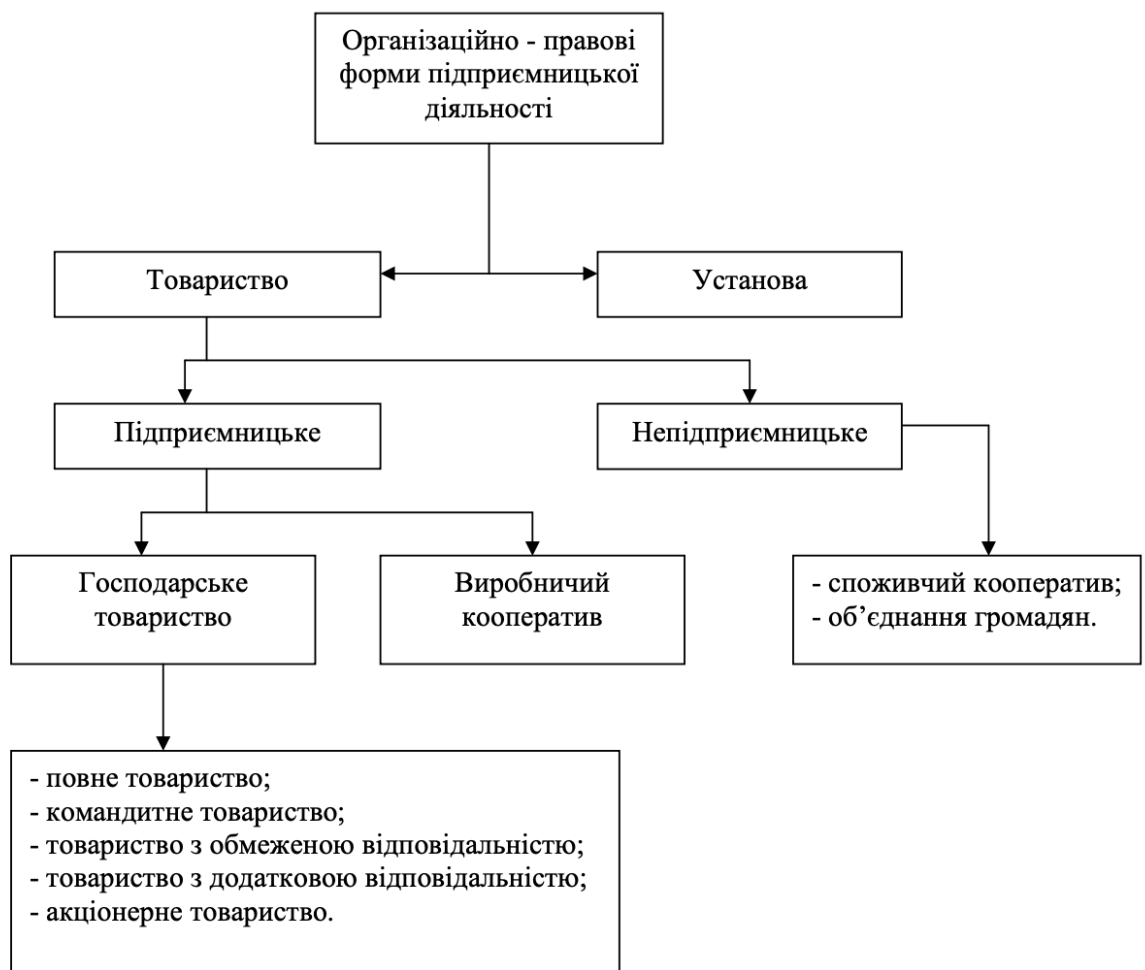 Організаційно - правові
форми підприємницької
діяльності
Товариство
Установа
Підприємницьке
Непідприємницьке
Господарське
товариство
Виробничий
кооператив
- споживчий кооператив;
- об’єднання громадян.
- повне товариство;
- командитне товариство;
- товариство з обмеженою відповідальністю;
- товариство з додатковою відповідальністю;
- акціонерне товариство.